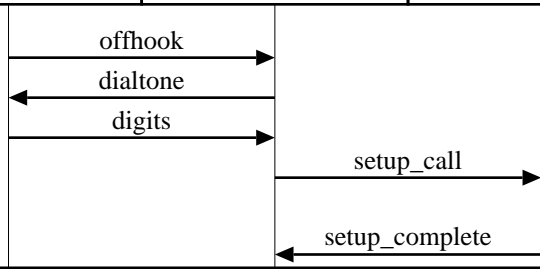 offhook
dialtone
digits
setup_call
setup_complete